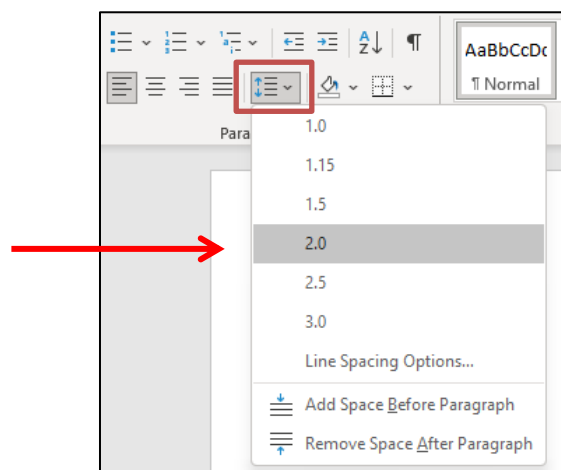 AaBbCcDc
¶ Normal
Para
1.0
1.15
1.5
2.0
2.5
3.0
Line Spacing Options...
Add Space Before Paragraph
Remove Space After Paragraph